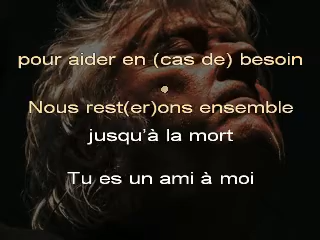 pour aider en (cas de) besoin
Nous rest(er)ons ensemble
jusqu'à la mort
Tu es un ami à moi